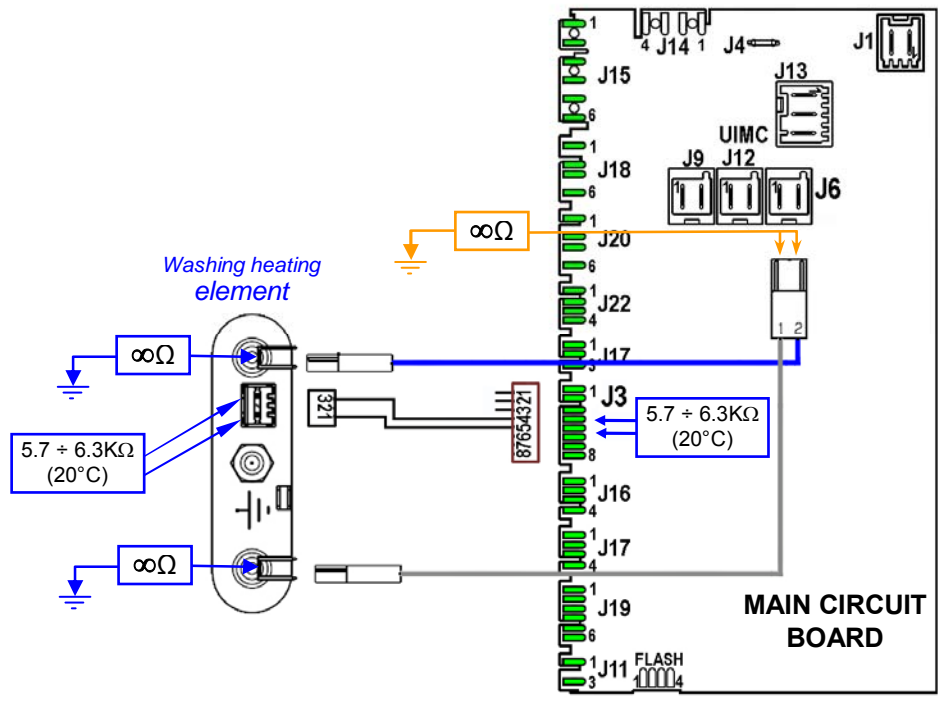 1
4 J14 1
J4
J1
J15
J13
6
UIMC
1
J18
6
J9 J12
J6
1
1
1
1
J20
6
∞Ω
Washing heating
element
1
J22
4
1 2
1
J17
3
∞Ω
321
87654321
1
J3
8
5.7 ÷ 6.3KΩ
(20°C)
5.7 ÷ 6.3KΩ
(20°C)
1
J16
4
1
J17
4
∞Ω
1
J19
6
MAIN CIRCUIT
BOARD
1
J11
3
FLASH
1 4